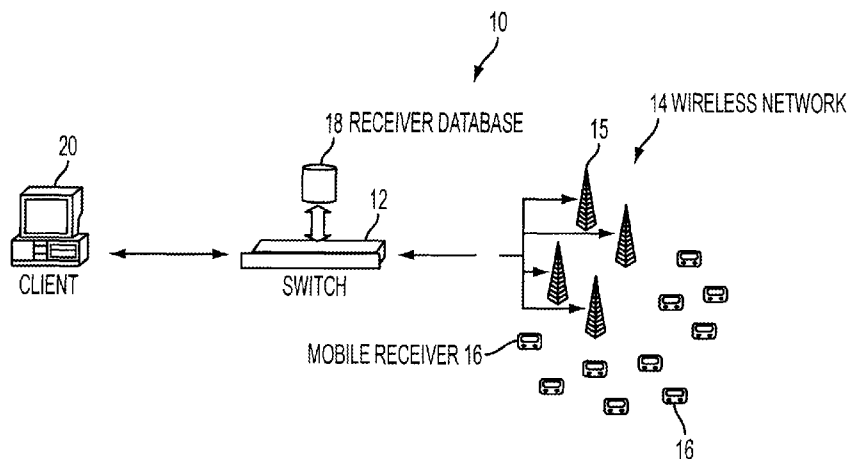 10
18 RECEIVER DATABASE
14 WIRELESS NETWORK
15
20
12
CLIENT
SWITCH
MOBILE RECEIVER 16
16